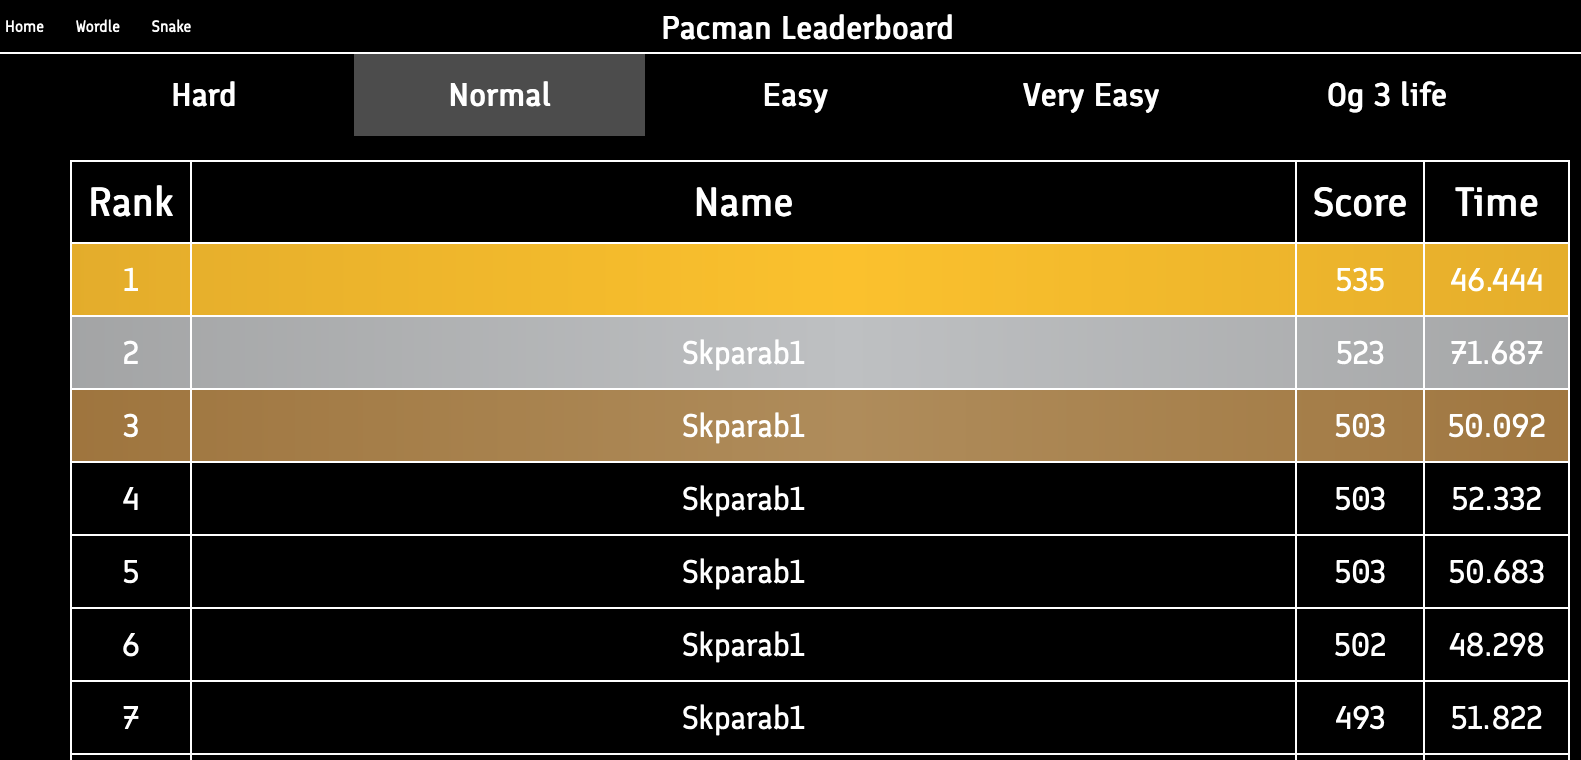 Home Wordle Snake Pacman Leaderboard
Hard Normal Easy Very Easy Og 3 life
Rank Name Score Time
1 535 46.444
2 Skparab1 523 71.687
3 Skparab1 503 50.092
4 Skparab1 503 52.332
5 Skparab1 503 50.683
6 Skparab1 502 48.298
7 Skparab1 493 51.822